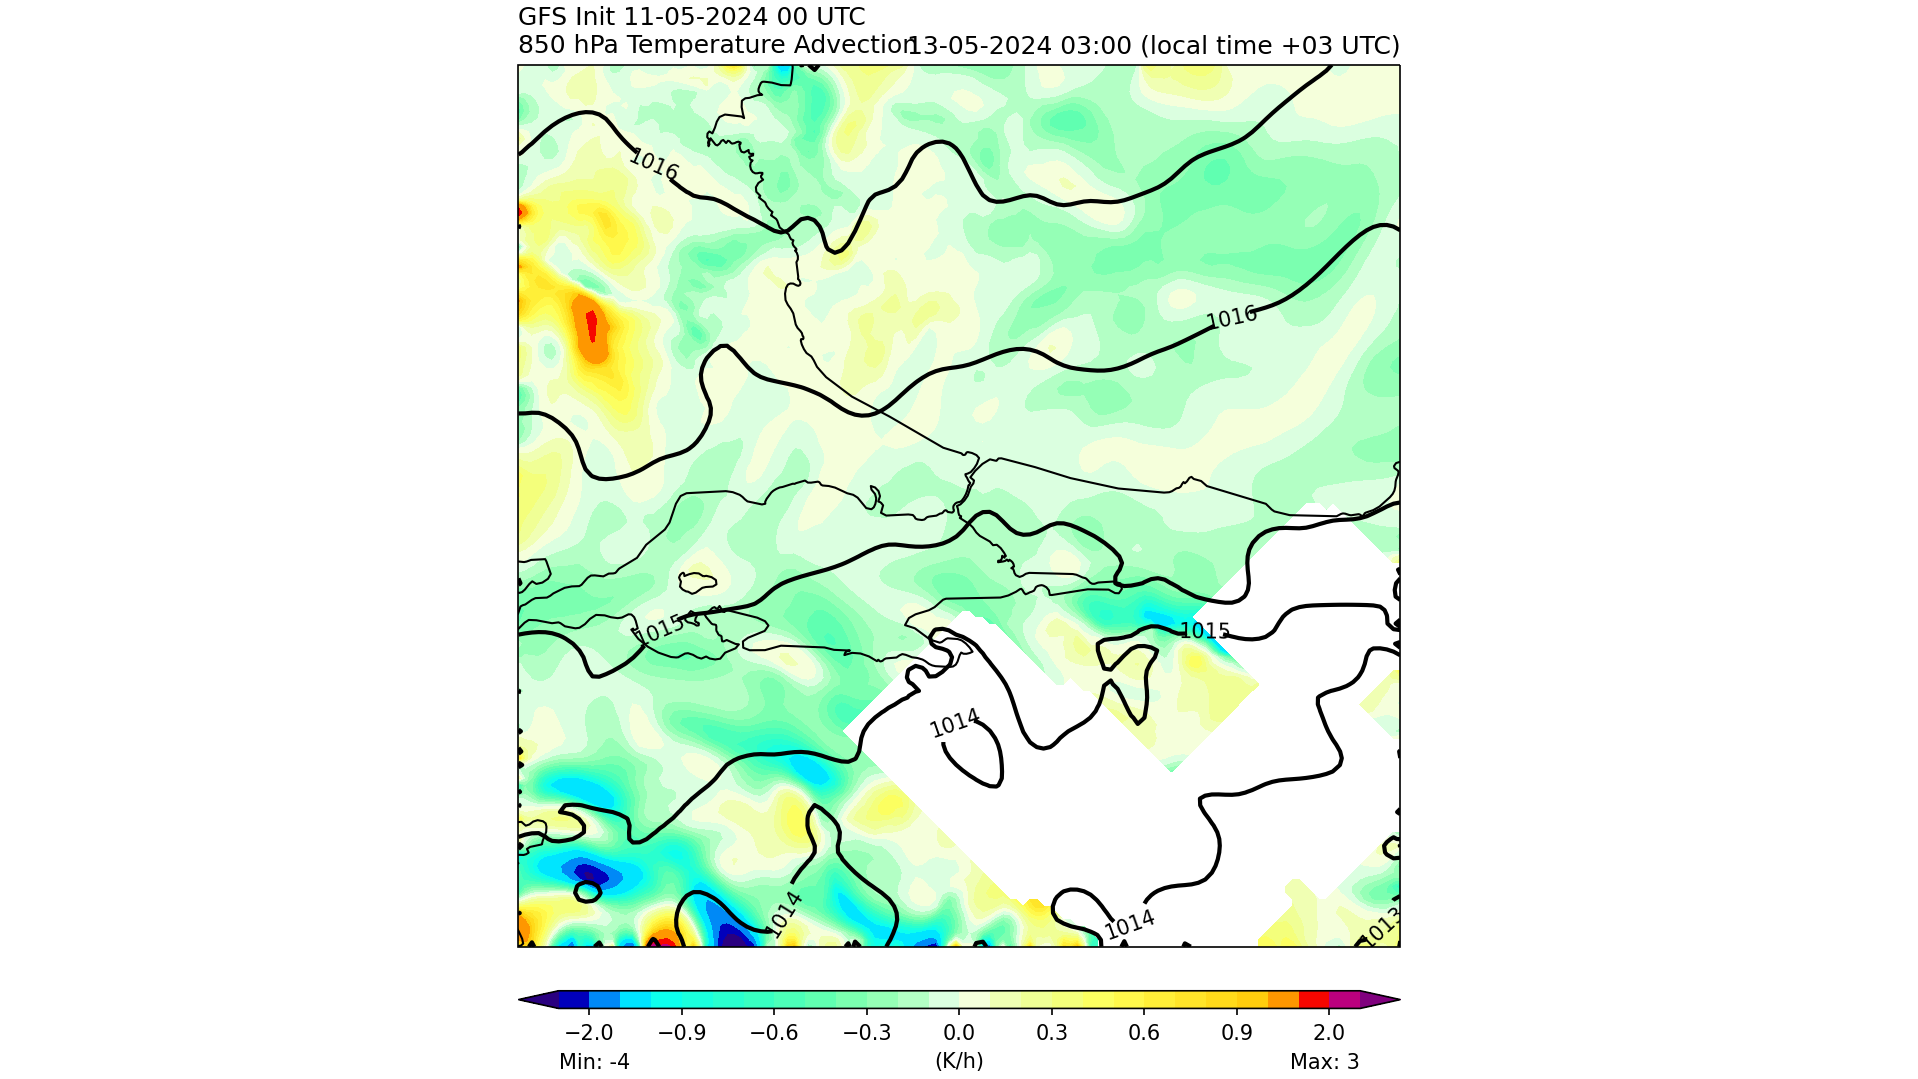 GFS Init 11-05-2024 00 UTC
850 hPa Temperature Advection
13-05-2024 03:00 (local time +03 UTC)
1016
1016
1015
1015
1014
1014
1014
1013
−2.0 −0.9 −0.6 −0.3 0.0 0.3 0.6 0.9 2.0
Min: -4 (K/h) Max: 3